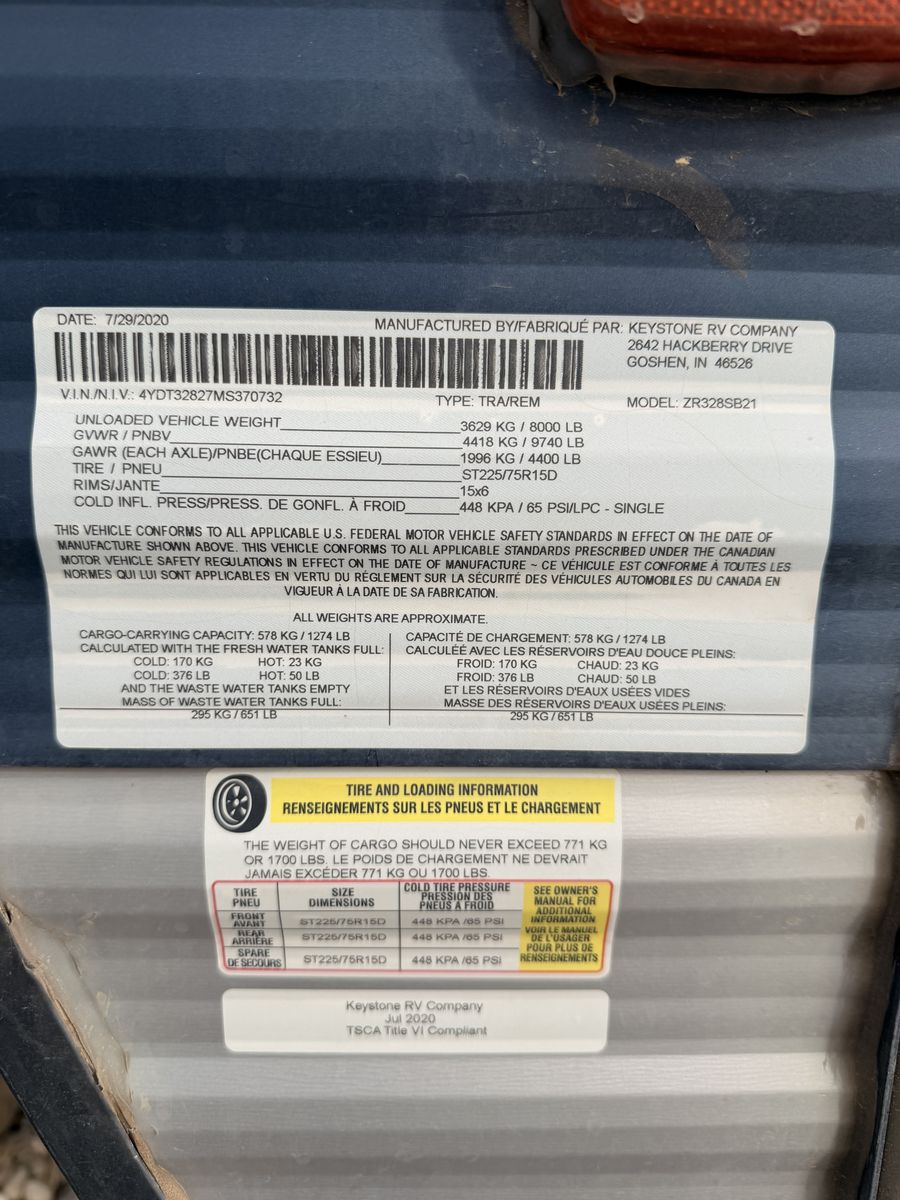 DATE: 7/29/2020
MANUFACTURED BY/FABRIQUÉ PAR: KEYSTONE RV COMPANY
2642 HACKBERRY DRIVE
GOSHEN, IN 46526
V.I.N./N.I.V.: 4YDT32827MS370732 TYPE: TRA/REM MODEL: ZR328SB21
UNLOADED VEHICLE WEIGHT 3629 KG / 8000 LB
GVWR / PNBV 4418 KG / 9740 LB
GAWR (EACH AXLE)/PNBE(CHAQUE ESSIEU) 1996 KG / 4400 LB
TIRE / PNEU ST225/75R15D
RIMS/JANTE 15x6
COLD INFL. PRESS/PRESS. DE GONFL. À FROID 448 KPA / 65 PSI/LPC - SINGLE
THIS VEHICLE CONFORMS TO ALL APPLICABLE U.S. FEDERAL MOTOR VEHICLE SAFETY STANDARDS IN EFFECT ON THE DATE OF
MANUFACTURE SHOWN ABOVE. THIS VEHICLE CONFORMS TO ALL APPLICABLE STANDARDS PRESCRIBED UNDER THE CANADIAN
MOTOR VEHICLE SAFETY REGULATIONS IN EFFECT ON THE DATE OF MANUFACTURE ~ CE VÉHICULE EST CONFORME À TOUTES LES
NORMES QUI LUI SONT APPLICABLES EN VERTU DU RÉGLEMENT SUR LA SÉCURITÉ DES VÉHICULES AUTOMOBILES DU CANADA EN
VIGUEUR À LA DATE DE SA FABRICATION.
ALL WEIGHTS ARE APPROXIMATE.
CARGO-CARRYING CAPACITY: 578 KG / 1274 LB
CALCULATED WITH THE FRESH WATER TANKS FULL:
COLD: 170 KG HOT: 23 KG
COLD: 376 LB HOT: 50 LB
AND THE WASTE WATER TANKS EMPTY
MASS OF WASTE WATER TANKS FULL:
295 KG / 651 LB
CAPACITÉ DE CHARGEMENT: 578 KG / 1274 LB
CALCULÉE AVEC LES RÉSERVOIRS D'EAU DOUCE PLEINS:
FROID: 170 KG CHAUD: 23 KG
FROID: 376 LB CHAUD: 50 LB
ET LES RÉSERVOIRS D'EAUX USÉES VIDES
MASSE DES RÉSERVOIRS D'EAUX USÉES PLEINS:
295 KG / 651 LB
TIRE AND LOADING INFORMATION
RENSEIGNEMENTS SUR LES PNEUS ET LE CHARGEMENT
THE WEIGHT OF CARGO SHOULD NEVER EXCEED 771 KG
OR 1700 LBS. LE POIDS DE CHARGEMENT NE DEVRAIT
JAMAIS EXCÉDER 771 KG OU 1700 LBS.
TIRE
PNEU
SIZE
DIMENSIONS
COLD TIRE PRESSURE
PRESSION DES
PNEUS A FROID
FRONT
AVANT
ST225/75R15D 448 KPA /65 PSI
REAR
ARRIÈRE
ST225/75R15D 448 KPA /65 PSI
SPARE
DE SECOURS
ST225/75R15D 448 KPA /65 PSI
SEE OWNER'S
MANUAL FOR
ADDITIONAL
INFORMATION
VOIR LE MANUEL
DE L'USAGER
POUR PLUS DE
RENSEIGNEMENTS
Keystone RV Company
Jul 2020
TSCA Title VI Compliant